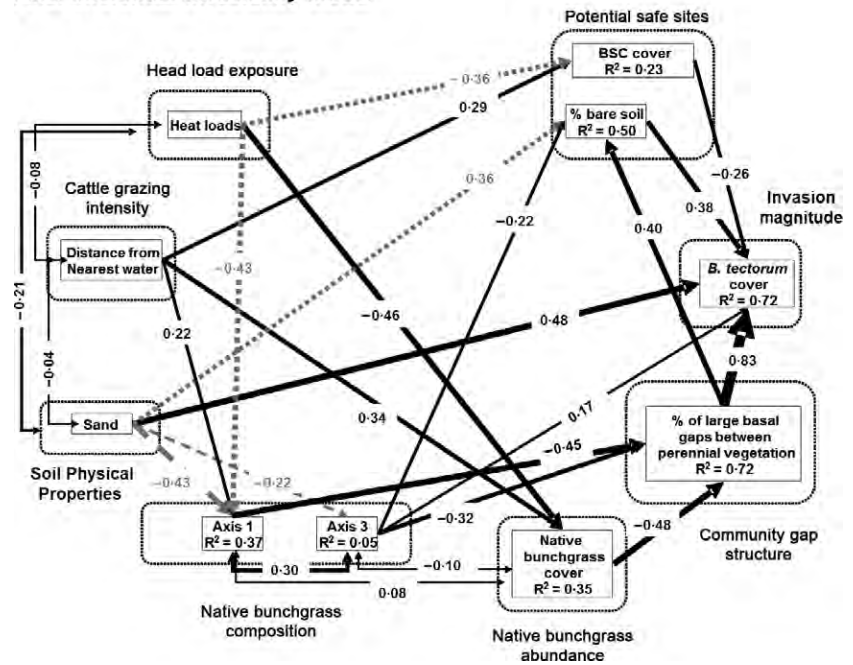 Potential safe sites
BSC cover
R² = 0·23
Head load exposure
-0·36
0.29
Heat loads
% bare soil
R² = 0·50
-0·08
0·36
Cattle grazing
intensity
-0·26
-0·22
Invasion
magnitude
0·38
0·40
Distance from
Nearest water
-0·43
B. tectorum
cover
R² = 0·72
-0·21
-0·46
0.22
0·48
-0·04
0.83
0·17
0.34
Sand
% of large basal
gaps between
perennial vegetation
R² = 0·72
-0.45
Soil Physical
Properties
-0·43
-0·22
Axis 1
R² = 0·37
Axis 3
R² = 0·05
-0·32
Native
bunchgrass
cover
R² = 0·35
-0·48
Community gap
structure
0·30
-0·10
0·08
Native bunchgrass
composition
Native bunchgrass
abundance